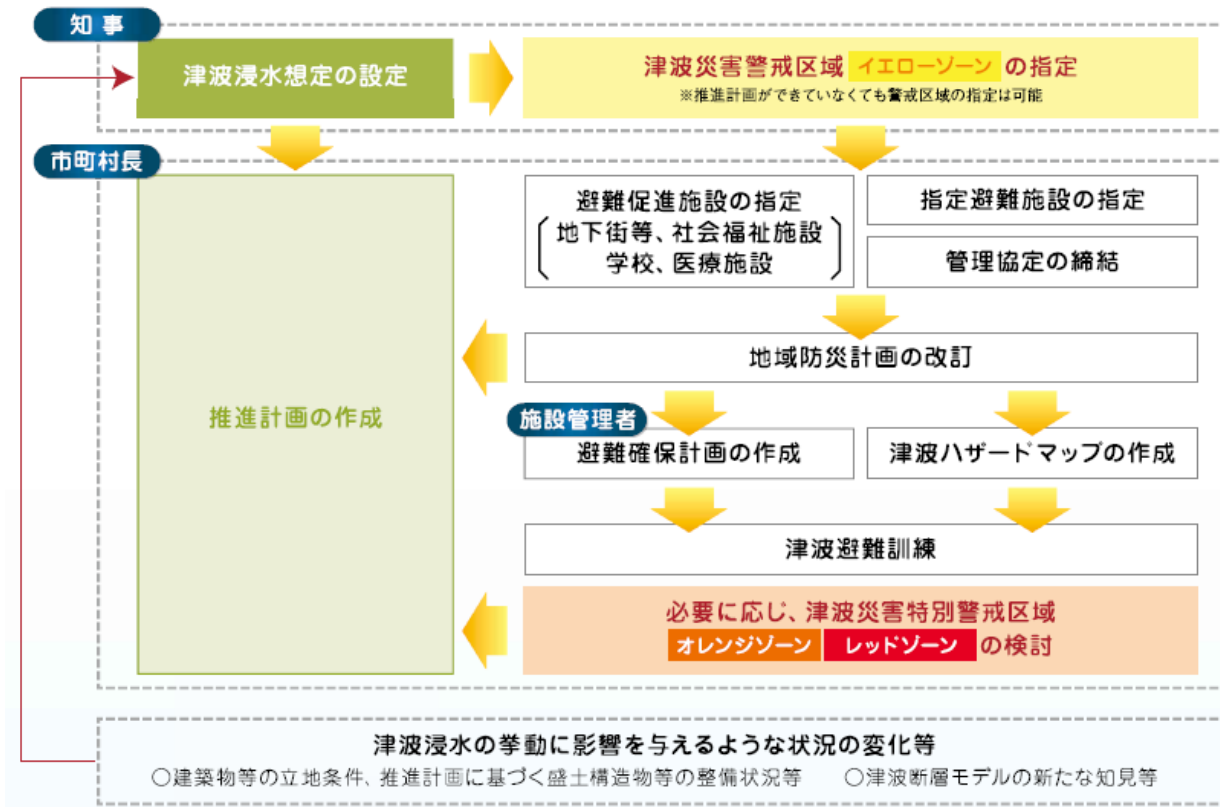 知事
津波浸水想定の設定
津波災害警戒区域 イエローゾーン の指定
※推進計画ができていなくても警戒区域の指定は可能
市町村長
避難促進施設の指定
地下街等、社会福祉施設
学校、医療施設
指定避難施設の指定
管理協定の締結
地域防災計画の改訂
推進計画の作成
施設管理者
避難確保計画の作成
津波ハザードマップの作成
津波避難訓練
必要に応じ、津波災害特別警戒区域
オレンジゾーン レッドゾーン の検討
津波浸水の挙動に影響を与えるような状況の変化等
○建築物等の立地条件、推進計画に基づく盛土構造物等の整備状況等 ○津波断層モデルの新たな知見等